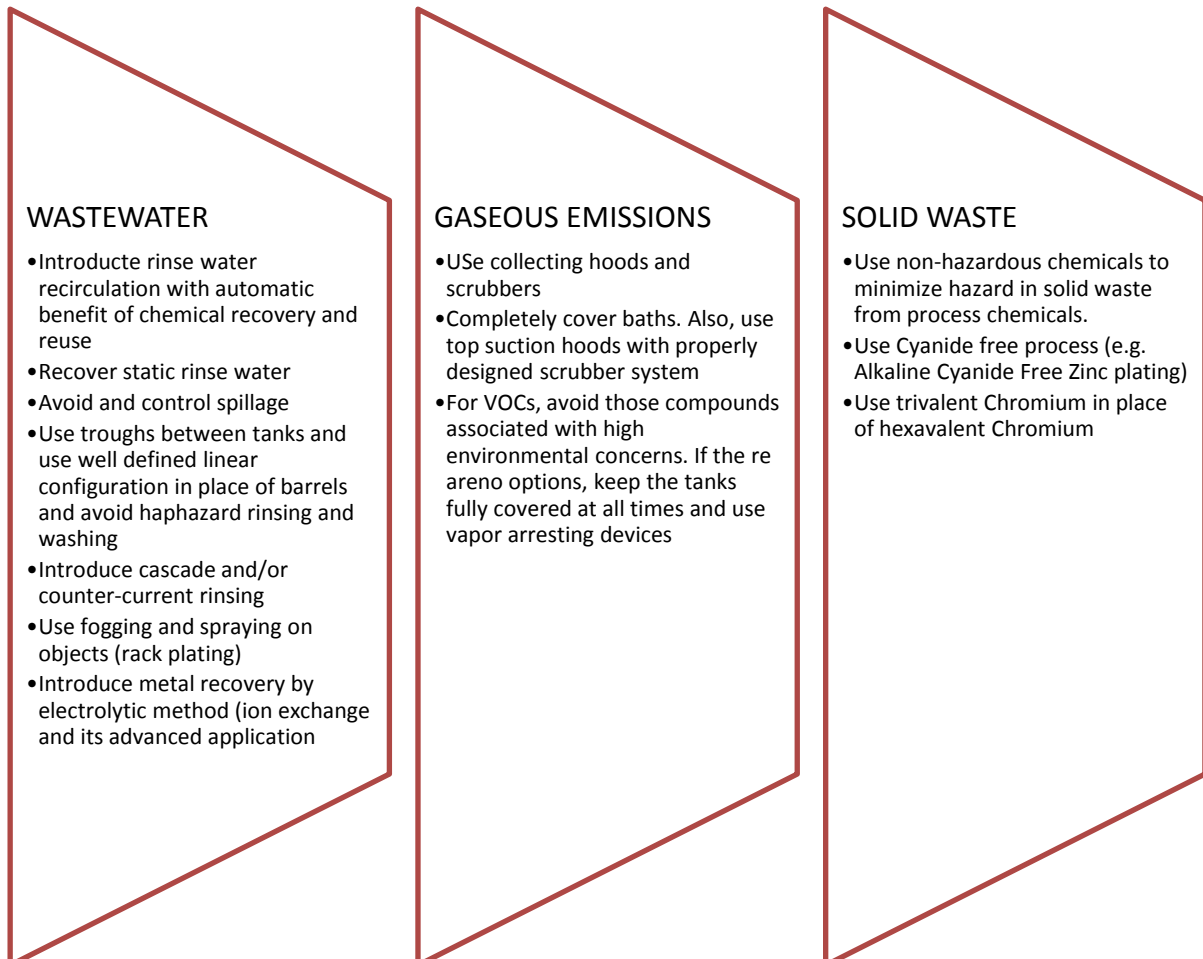 WASTEWATER
•Introducte rinse water
recirculation with automatic
benefit of chemical recovery and
reuse
•Recover static rinse water
•Avoid and control spillage
•Use troughs between tanks and
use well defined linear
configuration in place of barrels
and avoid haphazard rinsing and
washing
•Introduce cascade and/or
counter-current rinsing
•Use fogging and spraying on
objects (rack plating)
•Introduce metal recovery by
electrolytic method (ion exchange
and its advanced application
GASEOUS EMISSIONS
•USe collecting hoods and
scrubbers
•Completely cover baths. Also, use
top suction hoods with properly
designed scrubber system
•For VOCs, avoid those compounds
associated with high
environmental concerns. If the re
areno options, keep the tanks
fully covered at all times and use
vapor arresting devices
SOLID WASTE
•Use non-hazardous chemicals to
minimize hazard in solid waste
from process chemicals.
•Use Cyanide free process (e.g.
Alkaline Cyanide Free Zinc plating)
•Use trivalent Chromium in place
of hexavalent Chromium